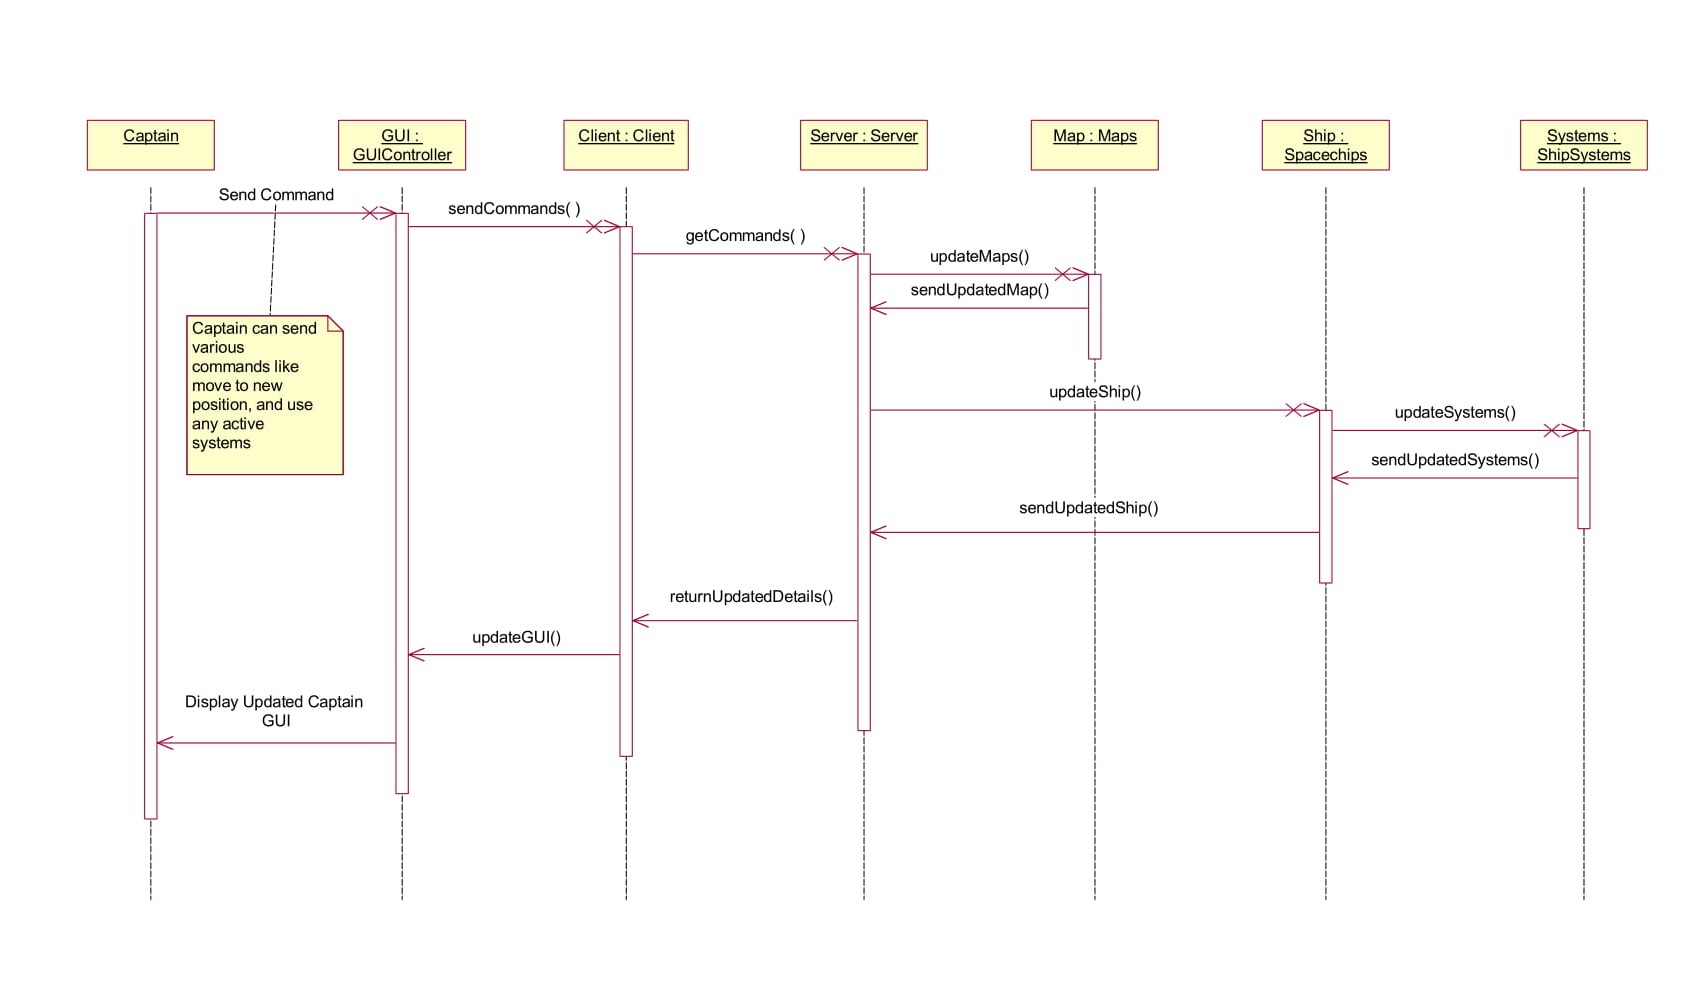 Captain
GUI :
GUIController
Client : Client
Server : Server
Map : Maps
Ship :
Spacechips
Systems :
ShipSystems
Send Command
sendCommands( )
getCommands( )
updateMaps()
sendUpdatedMap()
Captain can send
various
commands like
move to new
position, and use
any active
systems
updateShip()
updateSystems()
sendUpdatedSystems()
sendUpdatedShip()
returnUpdatedDetails()
updateGUI()
Display Updated Captain
GUI